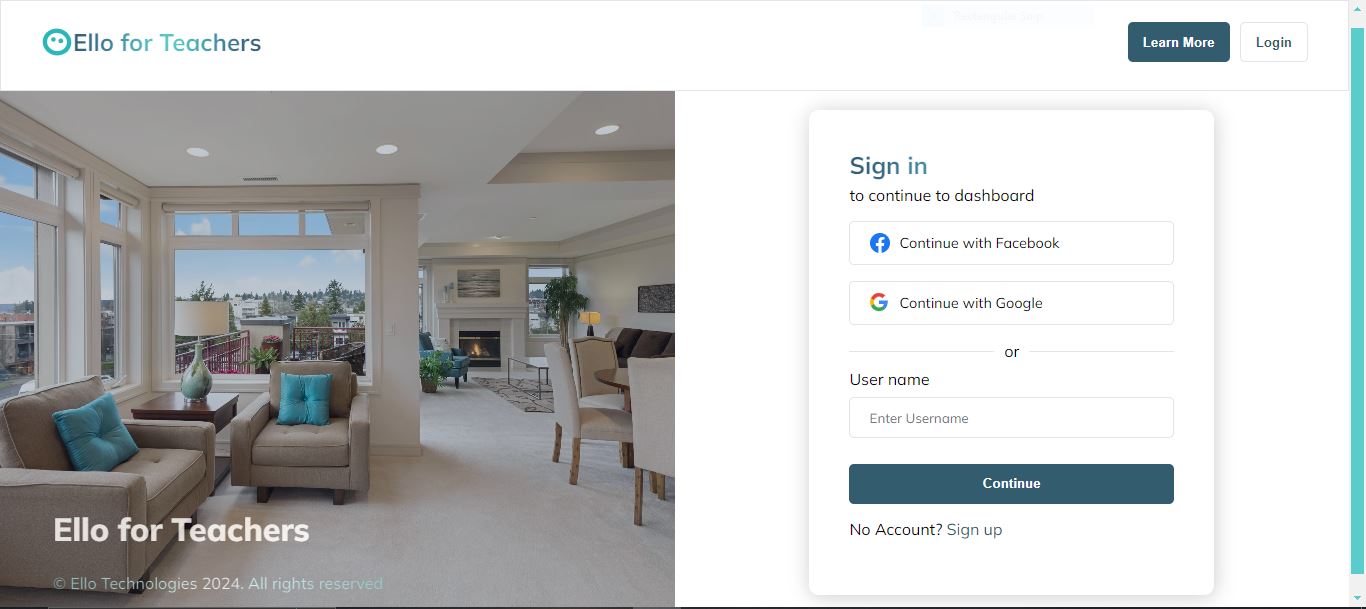 Rectangular Snip
Ello for Teachers
Learn More
Login
Sign in
to continue to dashboard
Continue with Facebook
Continue with Google
or
User name
Enter Username
Continue
No Account? Sign up
Ello for Teachers
© Ello Technologies 2024. All rights reserved